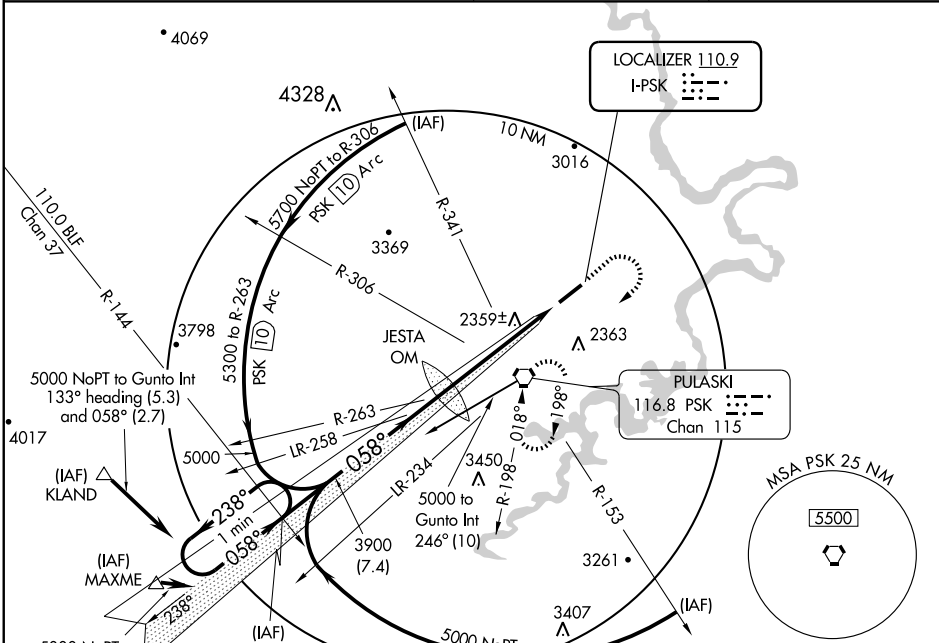 4069
LOCALIZER 110.9
I-PSK
4328
(IAF)
10 NM
3016
5700 NoPT to R-306
PSK 10 Arc
110.0 BLF
Chan 37
R-341
3369
R-306
R-144
5300 to R-263
PSK 10 Arc
3798
JESTA
OM
2359±
2363
5000 NoPT to Gunto Int
133° heading (5.3)
and 058° (2.7)
PULASKI
116.8 PSK
Chan 115
R-263
LR-258
058°
018°
198°
4017
5000
LR-234
3450
R-198
R-153
MSA PSK 25 NM
5500
(IAF)
KLAND
238°
1 min
058°
5000 to
Gunto Int
246° (10)
3900
(7.4)
3261
(IAF)
MAXME
238°
(IAF)
3407
(IAF)
5000 NoPT
5000 NoPT